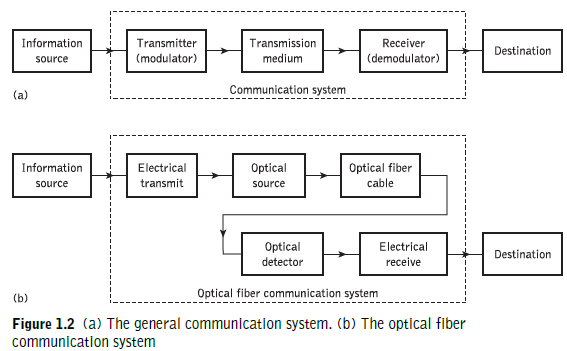 Information
source
Transmitter
(modulator)
Transmission
medium
Receiver
(demodulator)
Destination
Communication system
(a)
Information
source
Electrical
transmit
Optical
source
Optical fiber
cable
Optical
detector
Electrical
receive
Destination
Optical fiber communication system
(b)
Figure 1.2 (a) The general communication system. (b) The optical fiber
communication system